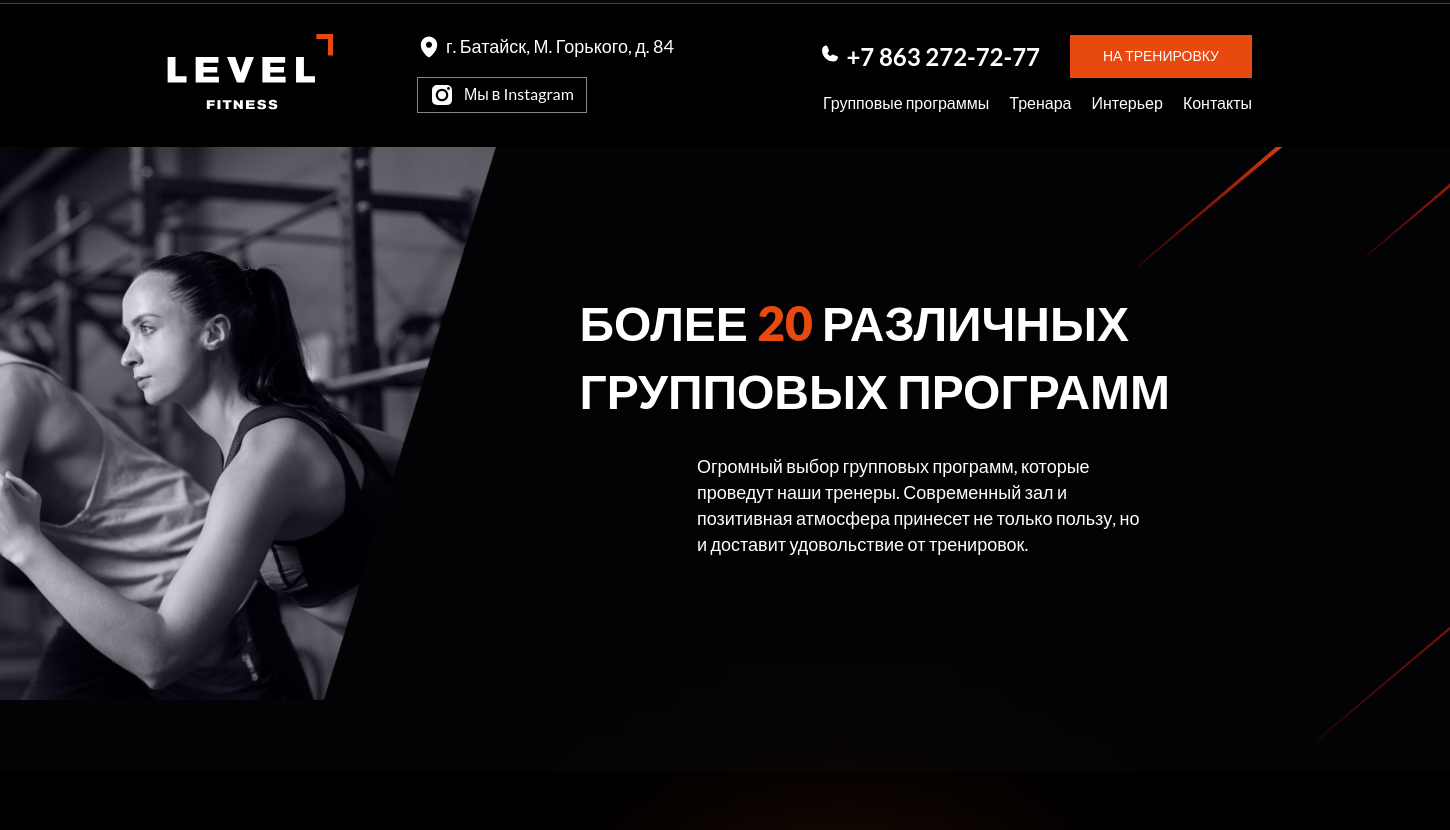 LEVEL
FITNESS
г. Батайск, М. Горького, д. 84
Мы в Instagram
+7 863 272-72-77
НА ТРЕНИРОВКУ
Групповые программы Тренара Интерьер Контакты
БОЛЕЕ 20 РАЗЛИЧНЫХ
ГРУППОВЫХ ПРОГРАММ
Огромный выбор групповых программ, которые
проведут наши тренеры. Современный зал и
позитивная атмосфера принесет не только пользу, но
и доставит удовольствие от тренировок.